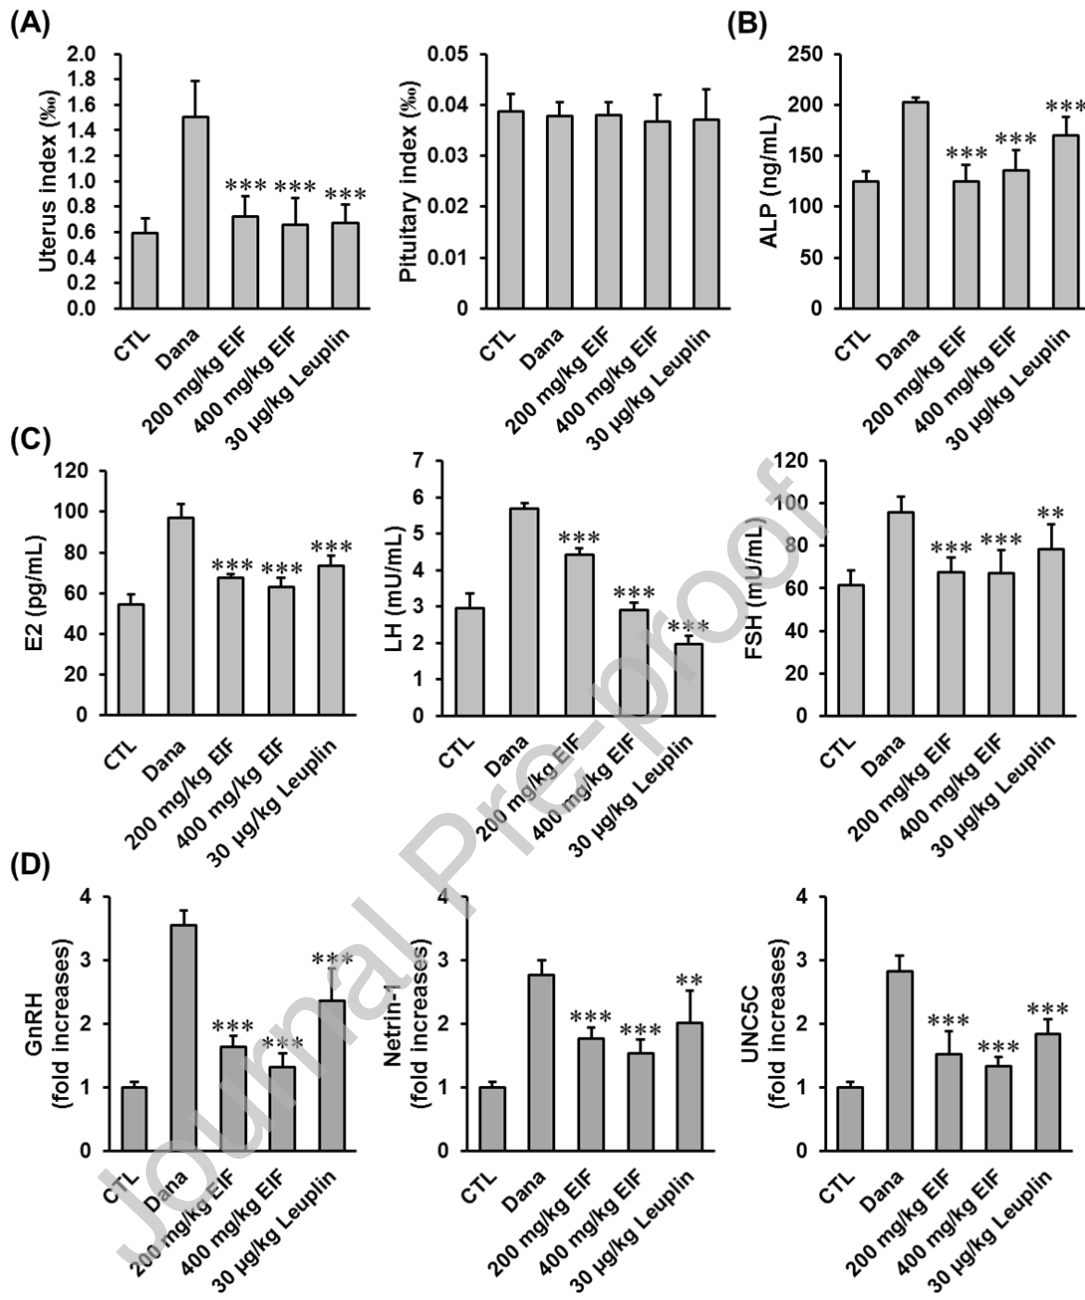 (A)
Uterus index (‰)
2.0
1.8
1.6
1.4
1.2
1.0
0.8
0.6
0.4
0.2
0.0
***
***
***
CTL
Dana
200 mg/kg EIF
400 mg/kg EIF
30 µg/kg Leuplin
Pituitary index (‰)
0.05
0.04
0.03
0.02
0.01
0
CTL
Dana
200 mg/kg EIF
400 mg/kg EIF
30 µg/kg Leuplin
(B)
ALP (ng/mL)
250
200
150
100
50
0
***
***
***
CTL
Dana
200 mg/kg EIF
400 mg/kg EIF
30 µg/kg Leuplin
(C)
E2 (pg/mL)
120
100
80
60
40
20
0
***
***
***
CTL
Dana
200 mg/kg EIF
400 mg/kg EIF
30 µg/kg Leuplin
LH (mU/mL)
7
6
5
4
3
2
1
0
***
***
***
CTL
Dana
200 mg/kg EIF
400 mg/kg EIF
30 µg/kg Leuplin
FSH (mU/mL)
120
100
80
60
40
20
0
***
***
**
CTL
Dana
200 mg/kg EIF
400 mg/kg EIF
30 µg/kg Leuplin
(D)
GnRH
(fold increases)
4
3
2
1
0
***
***
***
CTL
Dana
200 mg/kg EIF
400 mg/kg EIF
30 µg/kg Leuplin
Netrin-1
(fold increases)
4
3
2
1
0
***
***
**
CTL
Dana
200 mg/kg EIF
400 mg/kg EIF
30 µg/kg Leuplin
UNC5C
(fold increases)
4
3
2
1
0
***
***
***
CTL
Dana
200 mg/kg EIF
400 mg/kg EIF
30 µg/kg Leuplin
Journal Pre-proof